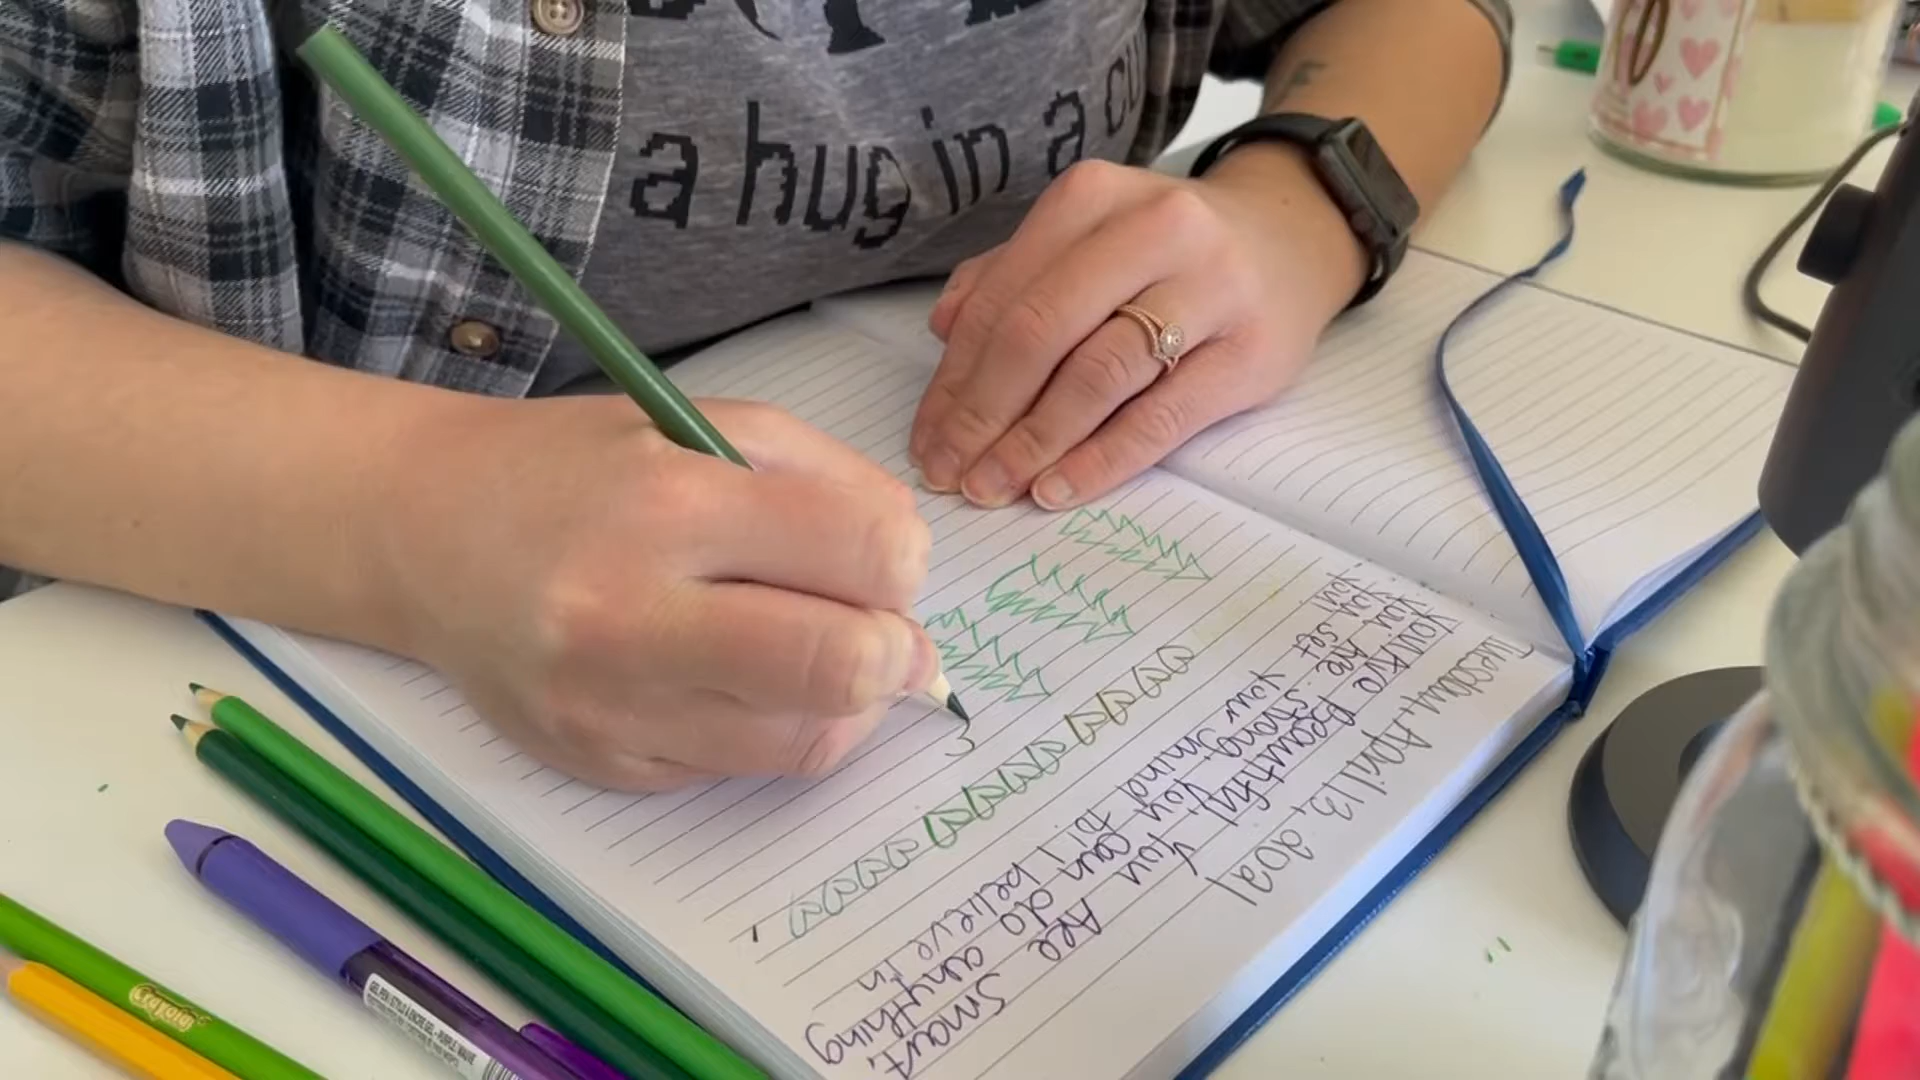 a hug in a cu
Tuesday, April 13, 2021
You're Beautiful, You Are Smart,
You Are Strong, You can do anything
You set Your mind to! I believe in
You!
Crayola